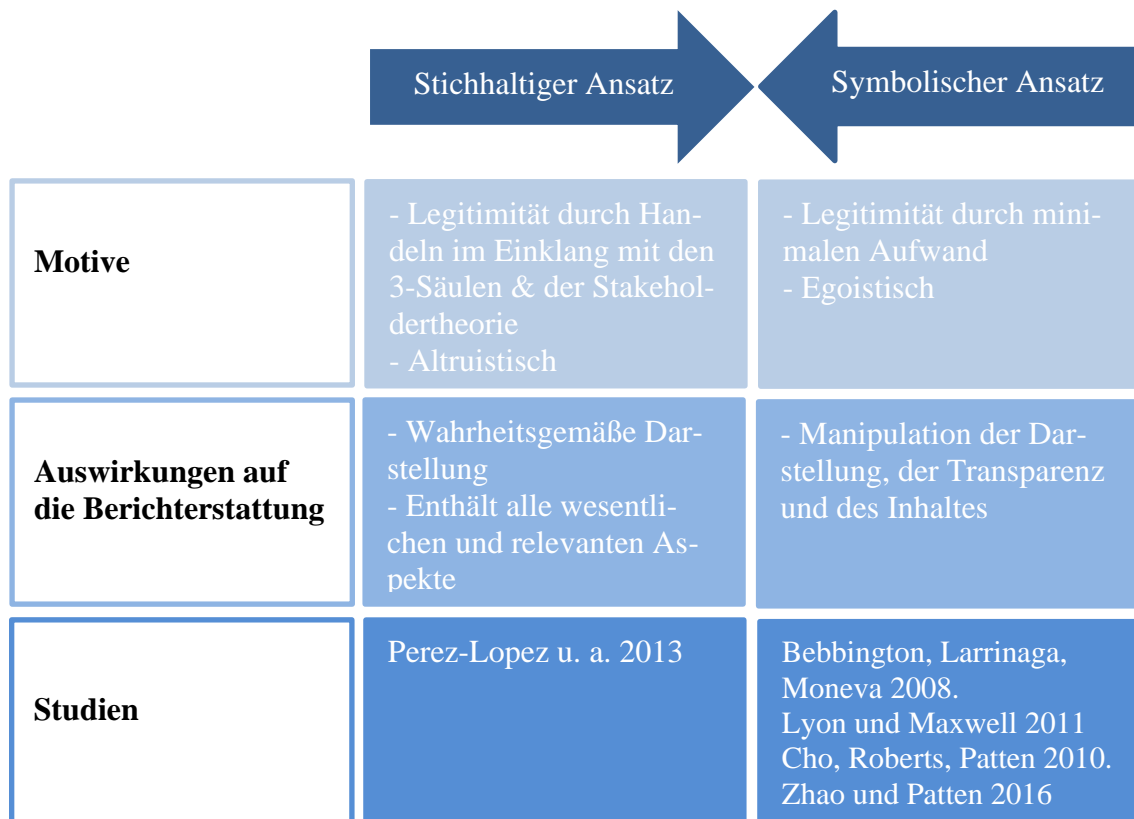 Stichhaltiger Ansatz
Symbolischer Ansatz
Motive
- Legitimität durch Han-
deln im Einklang mit den
3-Säulen & der Stakehol-
dertheorie
- Altruistisch
- Legitimität durch mini-
malen Aufwand
- Egoistisch
Auswirkungen auf
die Berichterstattung
- Wahrheitsgemäße Dar-
stellung
- Enthält alle wesentli-
chen und relevanten As-
pekte
- Manipulation der Dar-
stellung, der Transparenz
und des Inhaltes
Studien
Perez-Lopez u. a. 2013
Bebbington, Larrinaga,
Moneva 2008.
Lyon und Maxwell 2011
Cho, Roberts, Patten 2010.
Zhao und Patten 2016